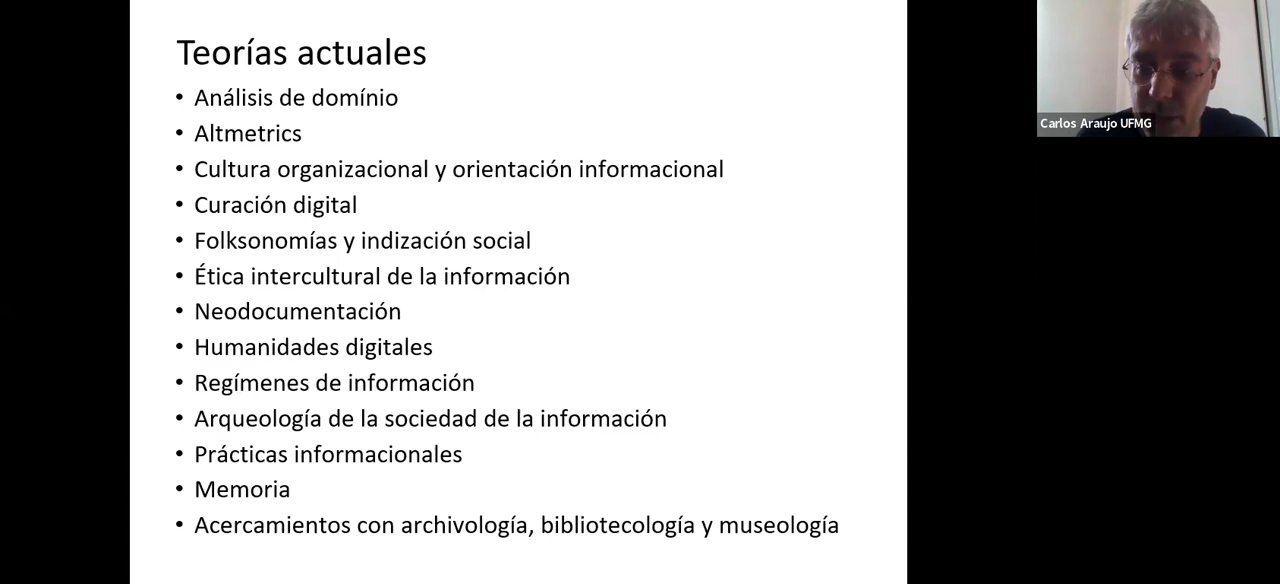 Teorías actuales
• Análisis de domínio
• Altmetrics
• Cultura organizacional y orientación informacional
• Curación digital
• Folksonomías y indización social
• Ética intercultural de la información
• Neodocumentación
• Humanidades digitales
• Regímenes de información
• Arqueología de la sociedad de la información
• Prácticas informacionales
• Memoria
• Acercamientos con archivología, bibliotecología y museología
Carlos Araujo UFMG